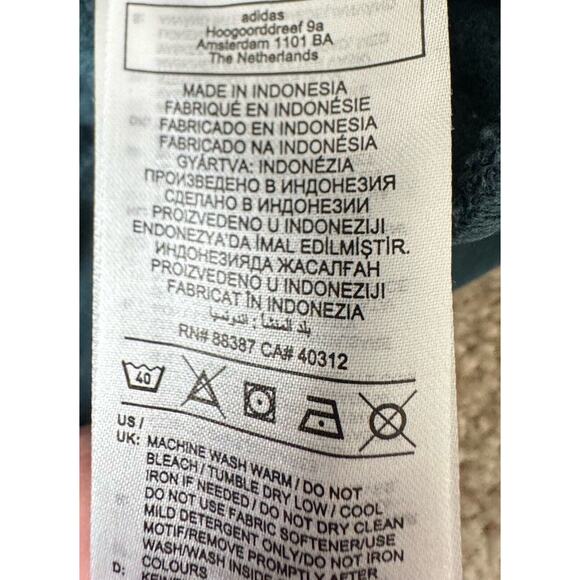 adidas
Hoogoorddreef 9a
Amsterdam 1101 BA
The Netherlands
MADE IN INDONESIA
FABRIQUÉ EN INDONÉSIE
FABRICADO EN INDONESIA
FABRICADO NA INDONÉSIA
GYÁRTVA: INDONÉZIA
ПРОИЗВЕДЕНО В ИНДОНЕЗИЯ
СДЕЛАНО В ИНДОНЕЗИИ
PROIZVEDENO U INDONEZIJI
ENDONEZYA'DA İMAL EDİLMİŞTİR.
ИНДОНЕЗИЯДА ЖАСАЛҒАН
PROIZVEDENO U INDONEZIJI
FABRICAT ÎN INDONEZIA
بلد المنشأ: اندونوسيا
RN# 88387 CA# 40312
40
US /
UK: MACHINE WASH WARM / DO NOT
BLEACH / TUMBLE DRY LOW / COOL
IRON IF NEEDED / DO NOT DRY CLEAN
DO NOT USE FABRIC SOFTENER/USE
MILD DETERGENT ONLY/DO NOT IRON
MOTIF/REMOVE PROMPTLY AFTER
WASH/WASH INSIDE
COLOURS
D: